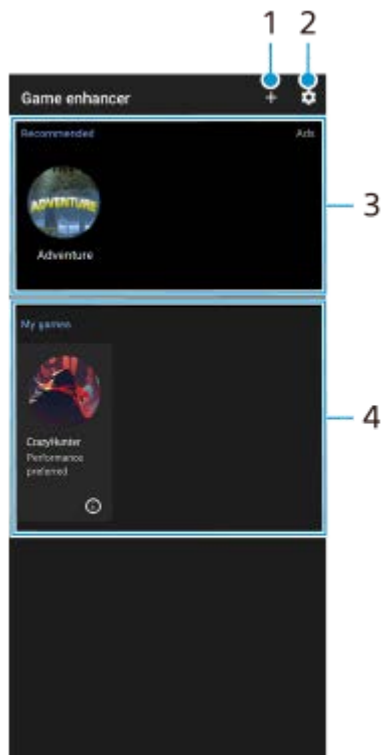 1 2
Game enhancer
Recommended Ads
3
ADVENTURE
Adventure
My games
4
CrazyHunter
Performance
preferred